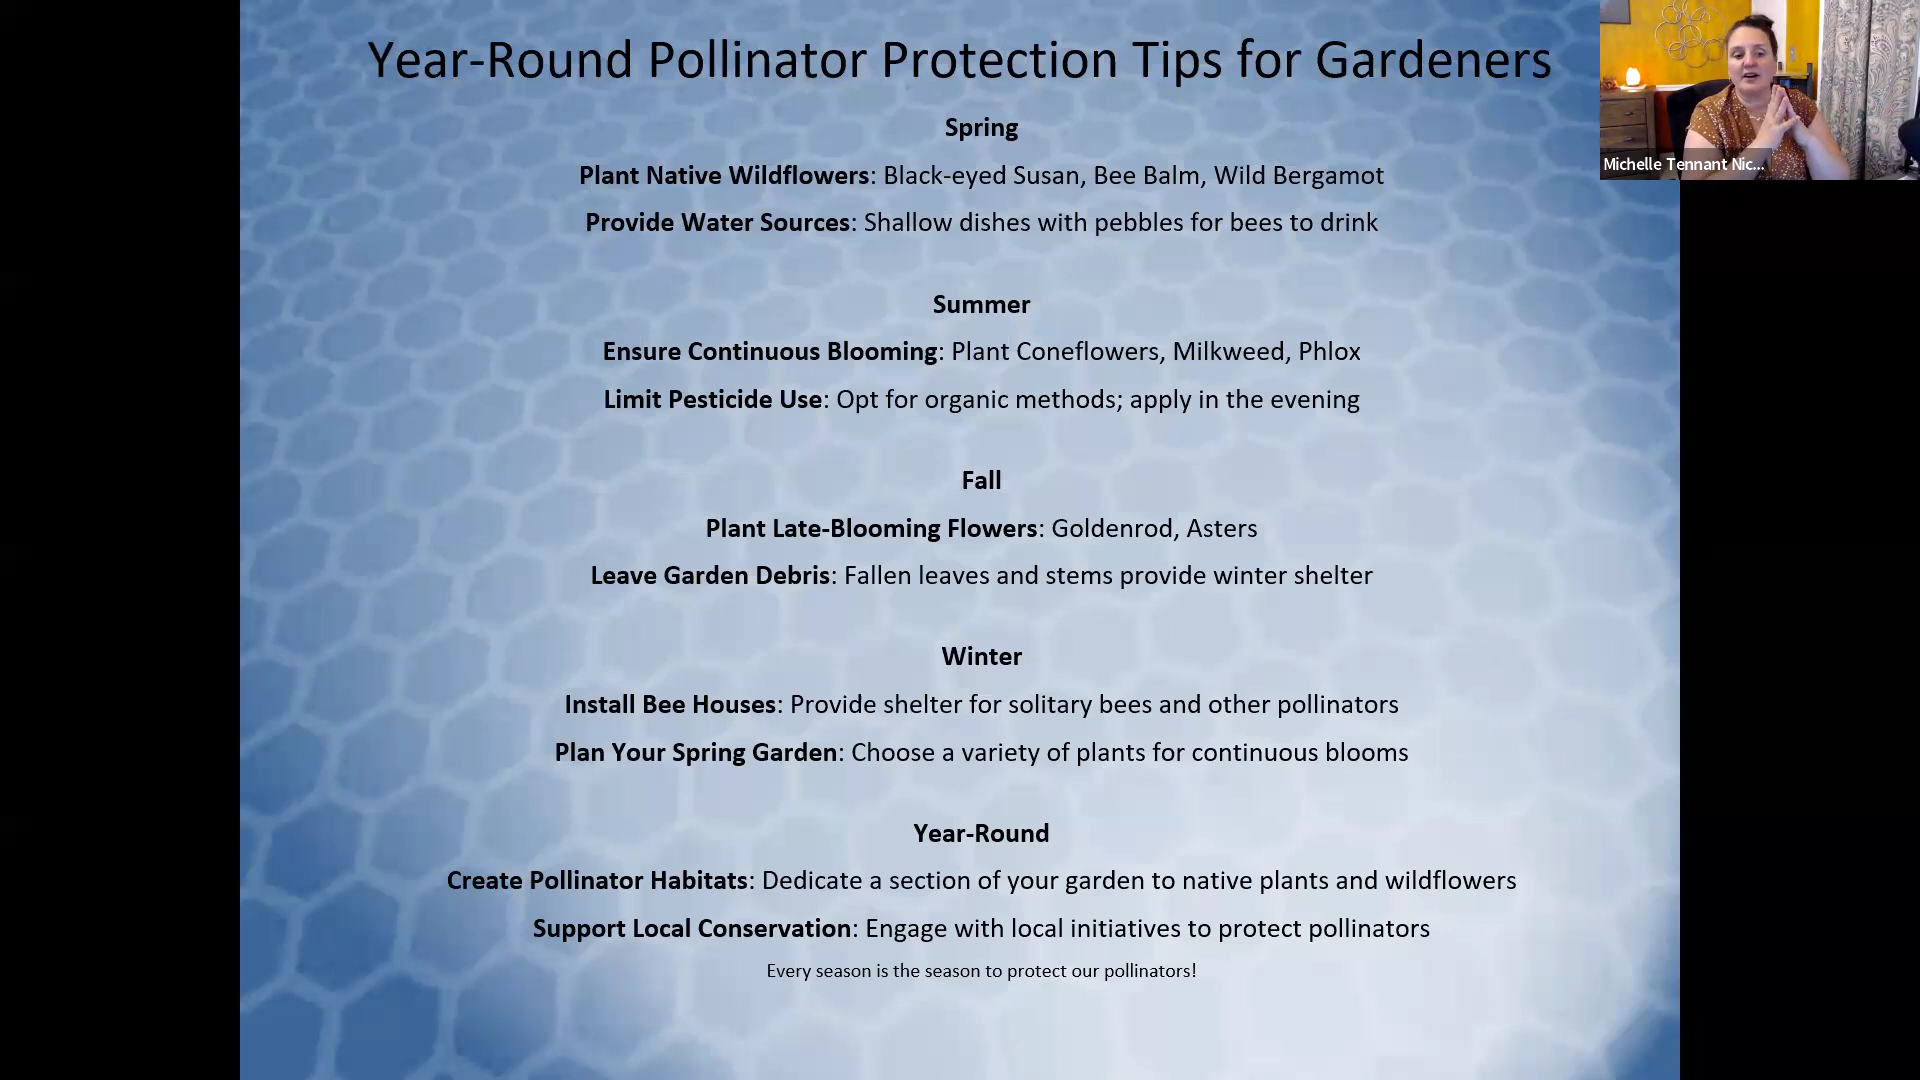 Year-Round Pollinator Protection Tips for Gardeners
Michelle Tennant Nic...
Spring
Plant Native Wildflowers: Black-eyed Susan, Bee Balm, Wild Bergamot
Provide Water Sources: Shallow dishes with pebbles for bees to drink
Summer
Ensure Continuous Blooming: Plant Coneflowers, Milkweed, Phlox
Limit Pesticide Use: Opt for organic methods; apply in the evening
Fall
Plant Late-Blooming Flowers: Goldenrod, Asters
Leave Garden Debris: Fallen leaves and stems provide winter shelter
Winter
Install Bee Houses: Provide shelter for solitary bees and other pollinators
Plan Your Spring Garden: Choose a variety of plants for continuous blooms
Year-Round
Create Pollinator Habitats: Dedicate a section of your garden to native plants and wildflowers
Support Local Conservation: Engage with local initiatives to protect pollinators
Every season is the season to protect our pollinators!